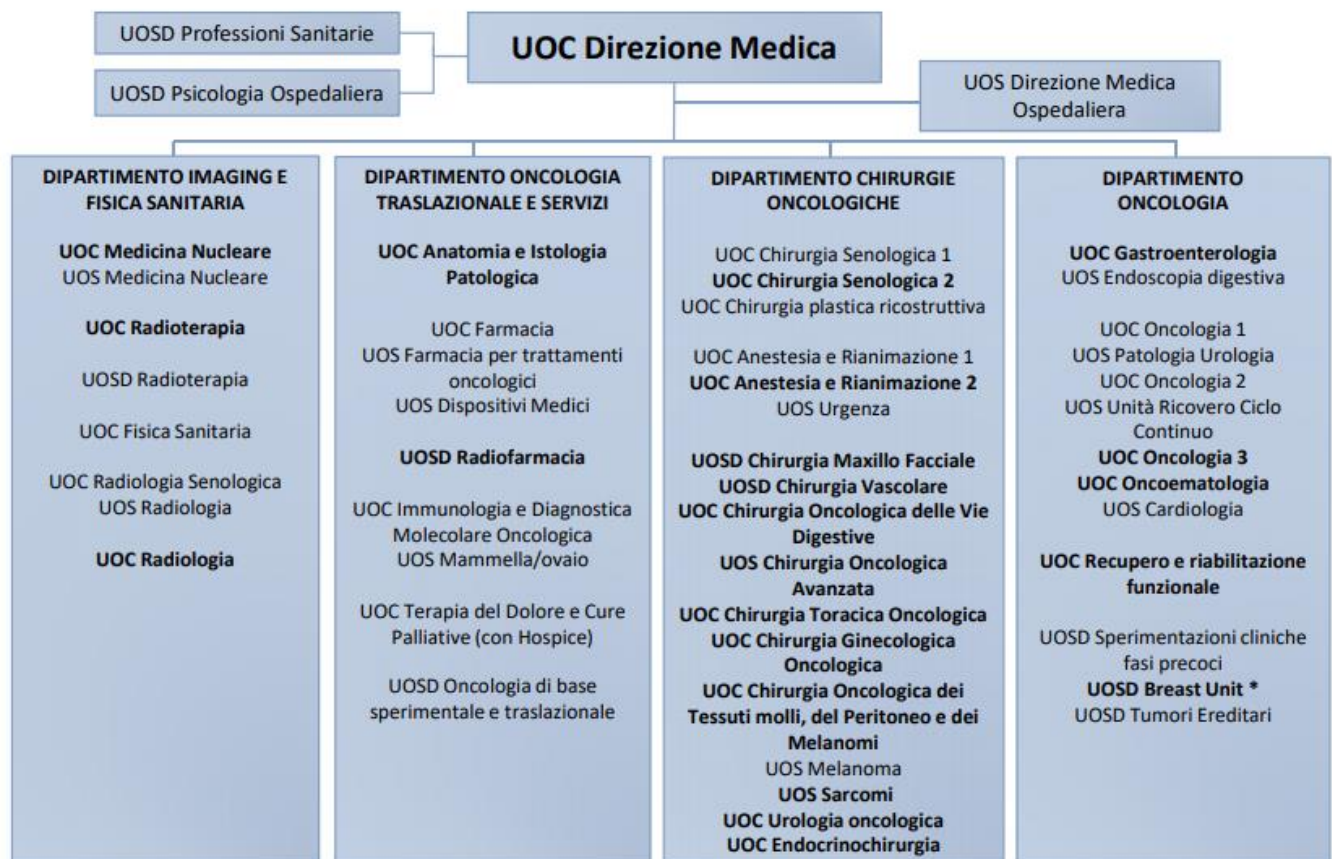 UOSD Professioni Sanitarie
UOSD Psicologia Ospedaliera
UOC Direzione Medica
UOS Direzione Medica
Ospedaliera
DIPARTIMENTO IMAGING E
FISICA SANITARIA
UOC Medicina Nucleare
UOS Medicina Nucleare
UOC Radioterapia
UOSD Radioterapia
UOC Fisica Sanitaria
UOC Radiologia Senologica
UOS Radiologia
UOC Radiologia
DIPARTIMENTO ONCOLOGIA
TRASLAZIONALE E SERVIZI
UOC Anatomia e Istologia
Patologica
UOC Farmacia
UOS Farmacia per trattamenti
oncologici
UOS Dispositivi Medici
UOSD Radiofarmacia
UOC Immunologia e Diagnostica
Molecolare Oncologica
UOS Mammella/ovaio
UOC Terapia del Dolore e Cure
Palliative (con Hospice)
UOSD Oncologia di base
sperimentale e traslazionale
DIPARTIMENTO CHIRURGIE
ONCOLOGICHE
UOC Chirurgia Senologica 1
UOC Chirurgia Senologica 2
UOC Chirurgia plastica ricostruttiva
UOC Anestesia e Rianimazione 1
UOC Anestesia e Rianimazione 2
UOS Urgenza
UOSD Chirurgia Maxillo Facciale
UOSD Chirurgia Vascolare
UOC Chirurgia Oncologica delle Vie
Digestive
UOS Chirurgia Oncologica
Avanzata
UOC Chirurgia Toracica Oncologica
UOC Chirurgia Ginecologica
Oncologica
UOC Chirurgia Oncologica dei
Tessuti molli, del Peritoneo e dei
Melanomi
UOS Melanoma
UOS Sarcomi
UOC Urologia oncologica
UOC Endocrinochirurgia
DIPARTIMENTO
ONCOLOGIA
UOC Gastroenterologia
UOS Endoscopia digestiva
UOC Oncologia 1
UOS Patologia Urologia
UOC Oncologia 2
UOS Unità Ricovero Ciclo
Continuo
UOC Oncologia 3
UOC Oncoematologia
UOS Cardiologia
UOC Recupero e riabilitazione
funzionale
UOSD Sperimentazioni cliniche
fasi precoci
UOSD Breast Unit *
UOSD Tumori Ereditari